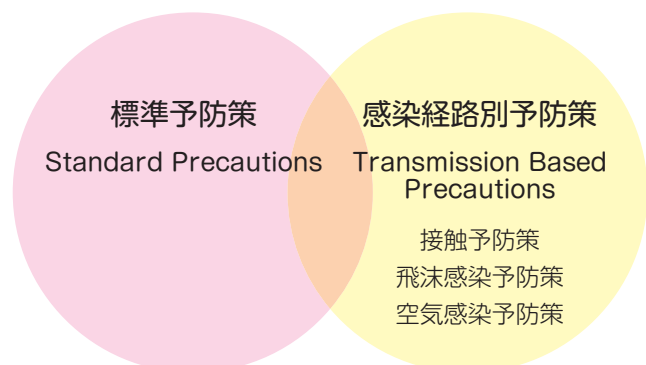 標準予防策
Standard Precautions
感染経路別予防策
Transmission Based
Precautions
接触予防策
飛沫感染予防策
空気感染予防策